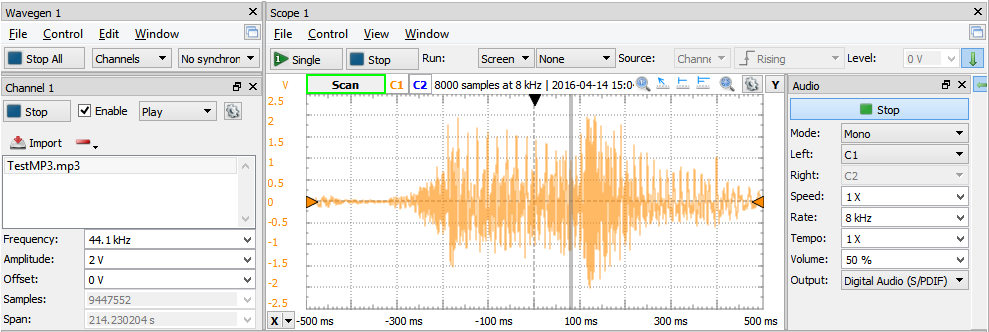 Wavegen 1
File Control Edit Window
Stop All Channels No synchron
Channel 1
Stop Enable Play
Import
TestMP3.mp3
Frequency: 44.1 kHz
Amplitude: 2 V
Offset: 0 V
Samples: 9447552
Span: 214.230204 s
Scope 1
File Control View Window
Single Stop Run: Screen None Source: Channe Rising Level: 0 V
V Scan C1 C2 8000 samples at 8 kHz | 2016-04-14 15:0 Y
2.5
2
1.5
1
0.5
0
-0.5
-1
-1.5
-2
-2.5
X -500 ms -300 ms -100 ms 100 ms 300 ms 500 ms
Audio
Stop
Mode: Mono
Left: C1
Right: C2
Speed: 1 X
Rate: 8 kHz
Tempo: 1 X
Volume: 50 %
Output: Digital Audio (S/PDIF)